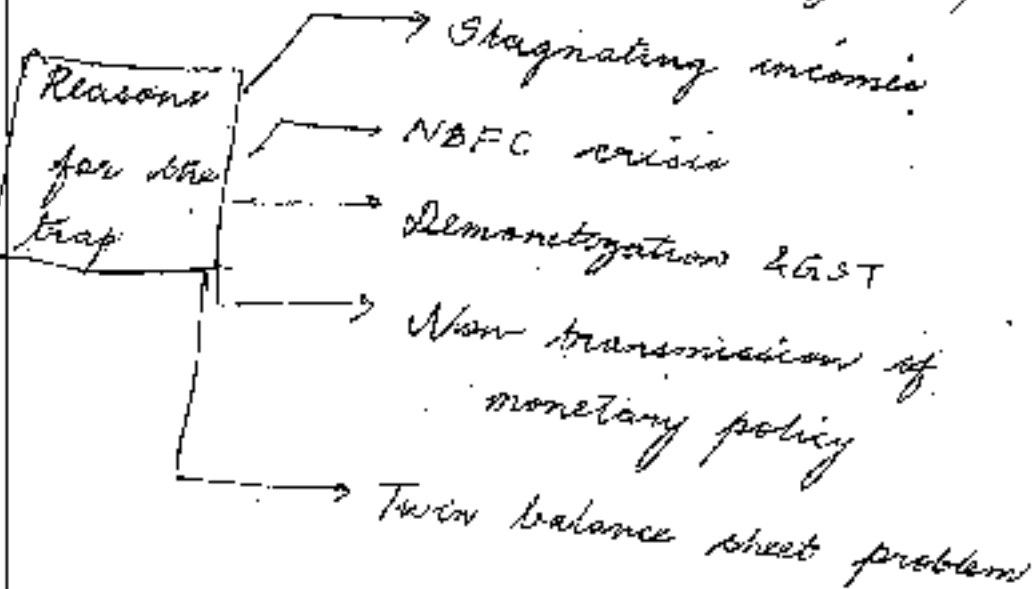 Reasons
for the
trap
Stagnating incomes
NBFC crisis
Demonetization & GST
Non transmission of
monetary policy
Twin balance sheet problem